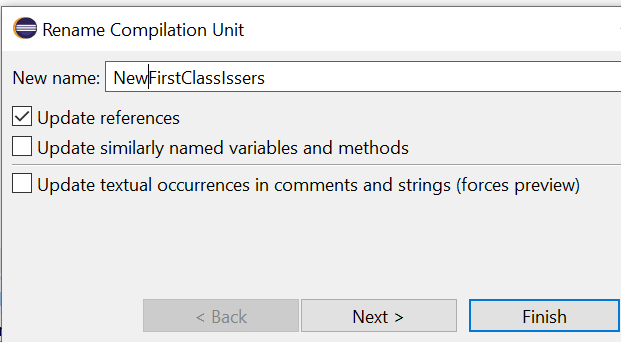 Rename Compilation Unit
New name: NewFirstClassIssers
Update references
Update similarly named variables and methods
Update textual occurrences in comments and strings (forces preview)
< Back Next > Finish